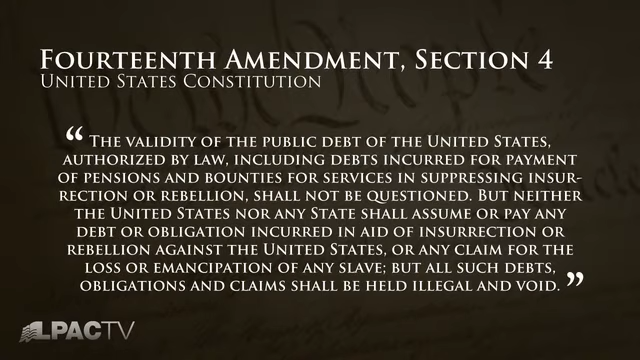 FOURTEENTH AMENDMENT, SECTION 4
UNITED STATES CONSTITUTION
“ THE VALIDITY OF THE PUBLIC DEBT OF THE UNITED STATES,
AUTHORIZED BY LAW, INCLUDING DEBTS INCURRED FOR PAYMENT
OF PENSIONS AND BOUNTIES FOR SERVICES IN SUPPRESSING INSUR-
RECTION OR REBELLION, SHALL NOT BE QUESTIONED. BUT NEITHER
THE UNITED STATES NOR ANY STATE SHALL ASSUME OR PAY ANY
DEBT OR OBLIGATION INCURRED IN AID OF INSURRECTION OR
REBELLION AGAINST THE UNITED STATES, OR ANY CLAIM FOR THE
LOSS OR EMANCIPATION OF ANY SLAVE; BUT ALL SUCH DEBTS,
OBLIGATIONS AND CLAIMS SHALL BE HELD ILLEGAL AND VOID. ”
LPACTV